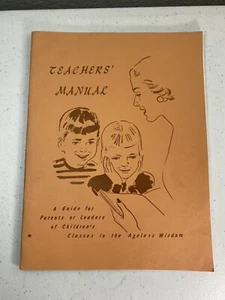 TEACHERS'
MANUAL
A Guide for
Parents or Leaders
of Children's
Classes in the Ageless Wisdom